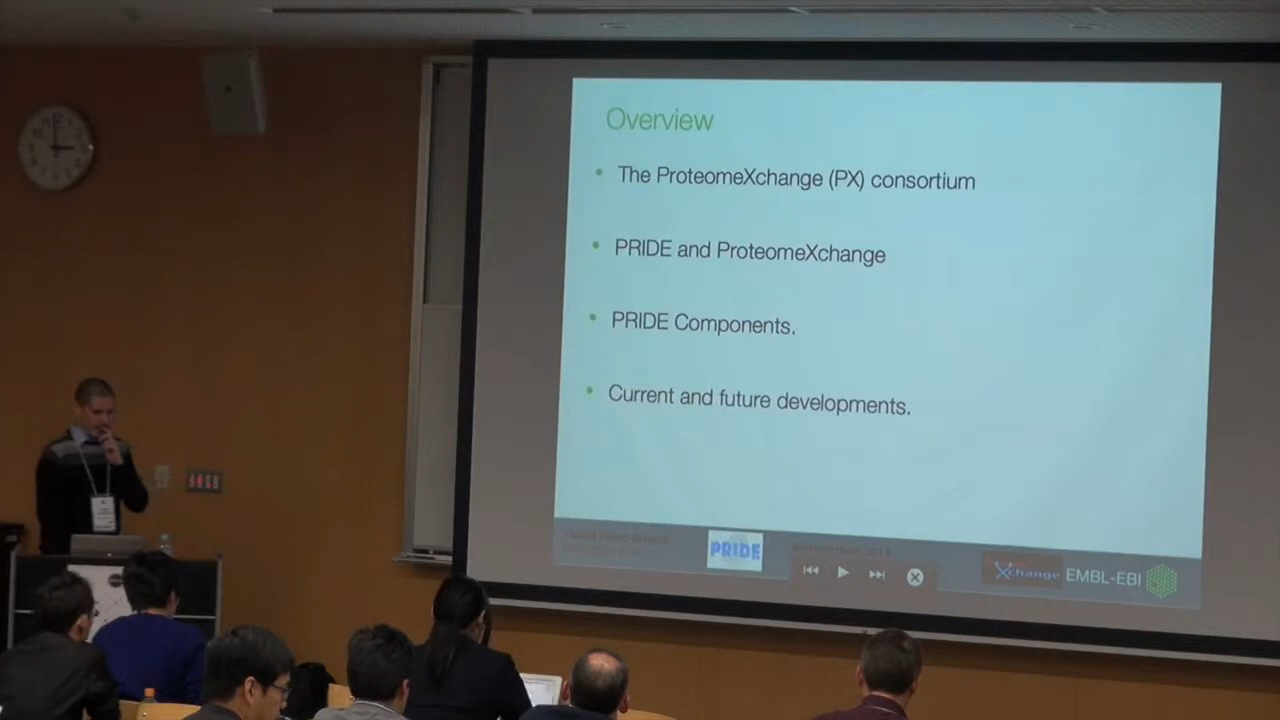 Overview
• The ProteomeXchange (PX) consortium
• PRIDE and ProteomeXchange
• PRIDE Components.
• Current and future developments.
PRIDE
Xchange
EMBL-EBI